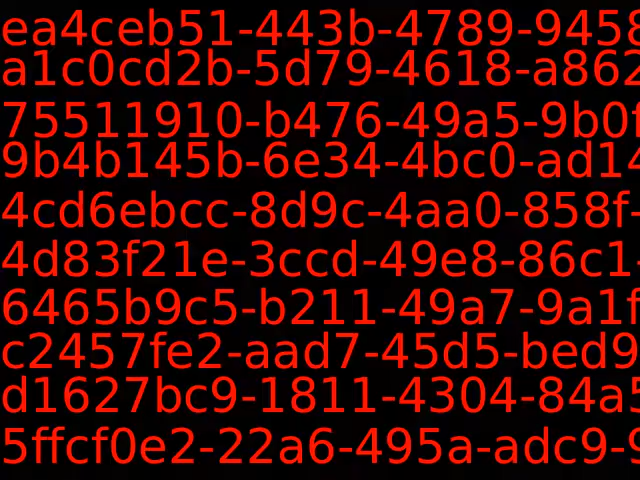 ea4ceb51-443b-4789-9458
a1c0cd2b-5d79-4618-a862
75511910-b476-49a5-9b0f
9b4b145b-6e34-4bc0-ad14
4cd6ebcc-8d9c-4aa0-858f-
4d83f21e-3ccd-49e8-86c1-
6465b9c5-b211-49a7-9a1f
c2457fe2-aad7-45d5-bed9
d1627bc9-1811-4304-84a5
5ffcf0e2-22a6-495a-adc9-9